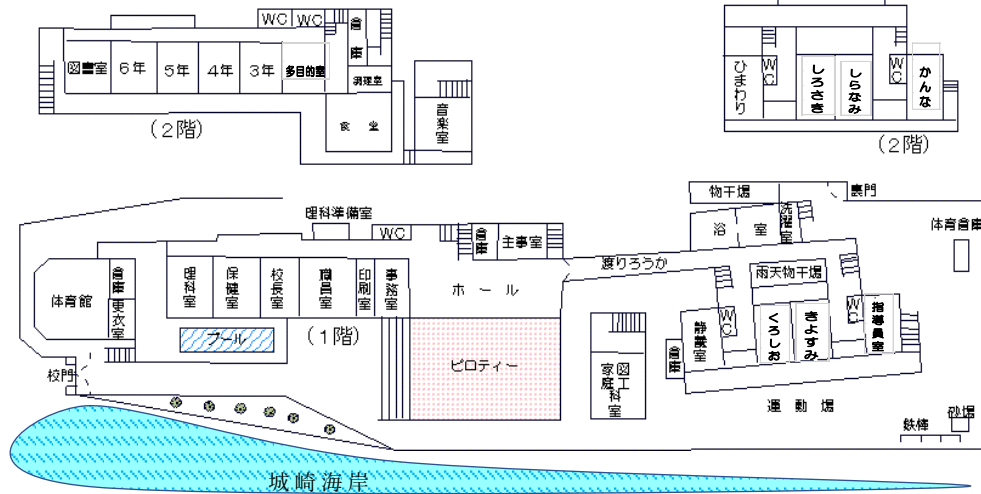 WC
WC
倉庫
図書室
6年
5年
4年
3年
多目的室
調理室
食堂
音楽室
(2階)
ひまわり
WC
しろさき
しらなみ
WC
かんな
(2階)
物干場
裏門
理科準備室
WC
倉庫
主事室
浴室
洗濯室
体育倉庫
渡りろうか
雨天物干場
体育館
倉庫
更衣室
理科室
保健室
校長室
職員室
印刷室
事務室
ホール
静養室
WC
くろしお
きよすみ
WC
指導員室
プール
(1階)
ピロティー
図工
家庭科室
倉庫
校門
運動場
鉄棒
砂場
城崎海岸